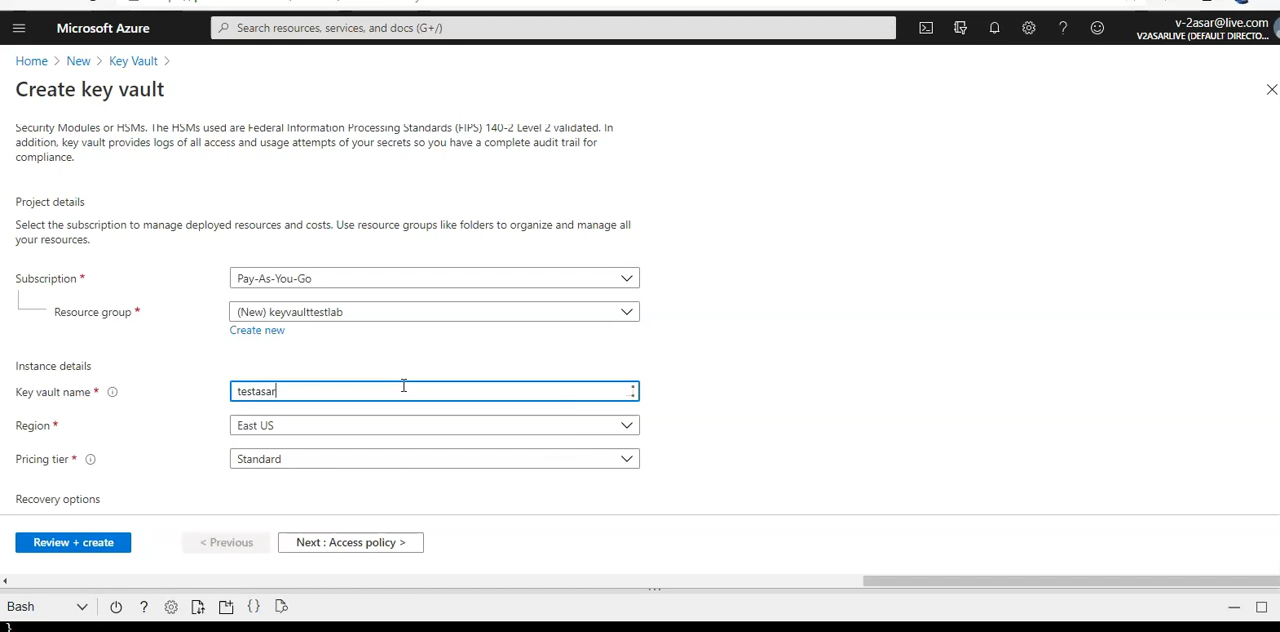 Microsoft Azure
Search resources, services, and docs (G+/)
v-2asar@live.com
V2ASARLIVE (DEFAULT DIRECTO...
Home > New > Key Vault >
Create key vault
Security Modules or HSMs. The HSMs used are Federal Information Processing Standards (FIPS) 140-2 Level 2 validated. In
addition, key vault provides logs of all access and usage attempts of your secrets so you have a complete audit trail for
compliance.
Project details
Select the subscription to manage deployed resources and costs. Use resource groups like folders to organize and manage all
your resources.
Subscription *
Pay-As-You-Go
Resource group *
(New) keyvaulttestlab
Create new
Instance details
Key vault name *
testasar
Region *
East US
Pricing tier *
Standard
Recovery options
Review + create
< Previous
Next : Access policy >
Bash
}